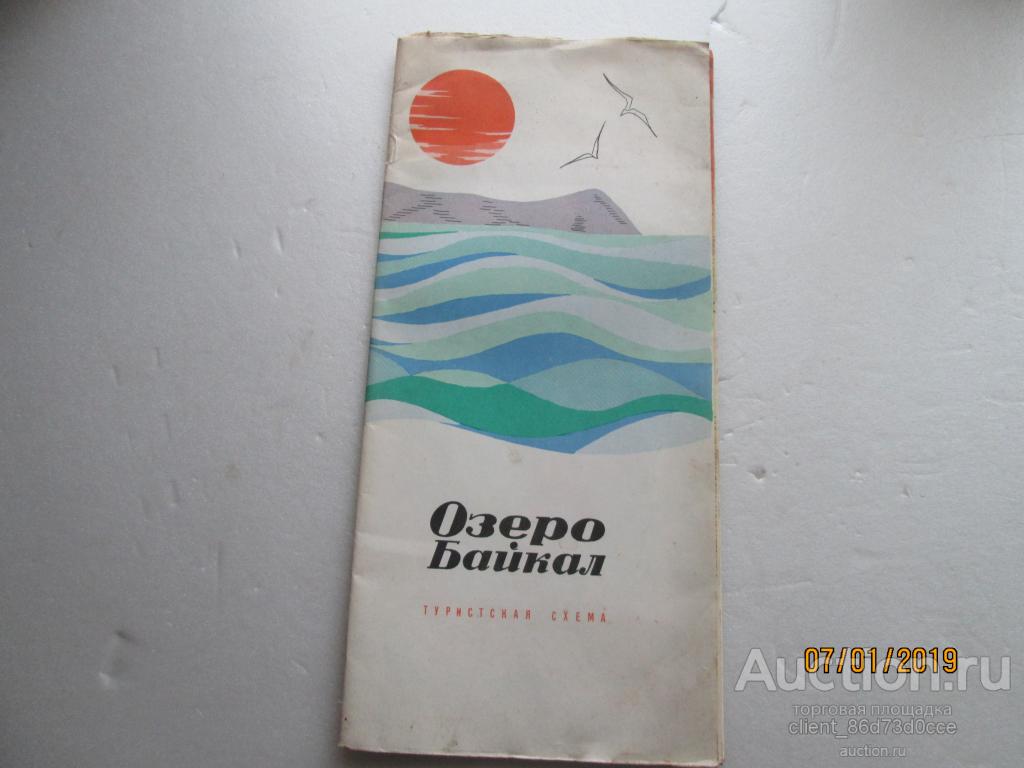 Озеро
Байкал
ТУРИСТСКАЯ СХЕМА
07/01/2019
Auction.ru
торговая площадка
client_86d73d0cce
auction.ru